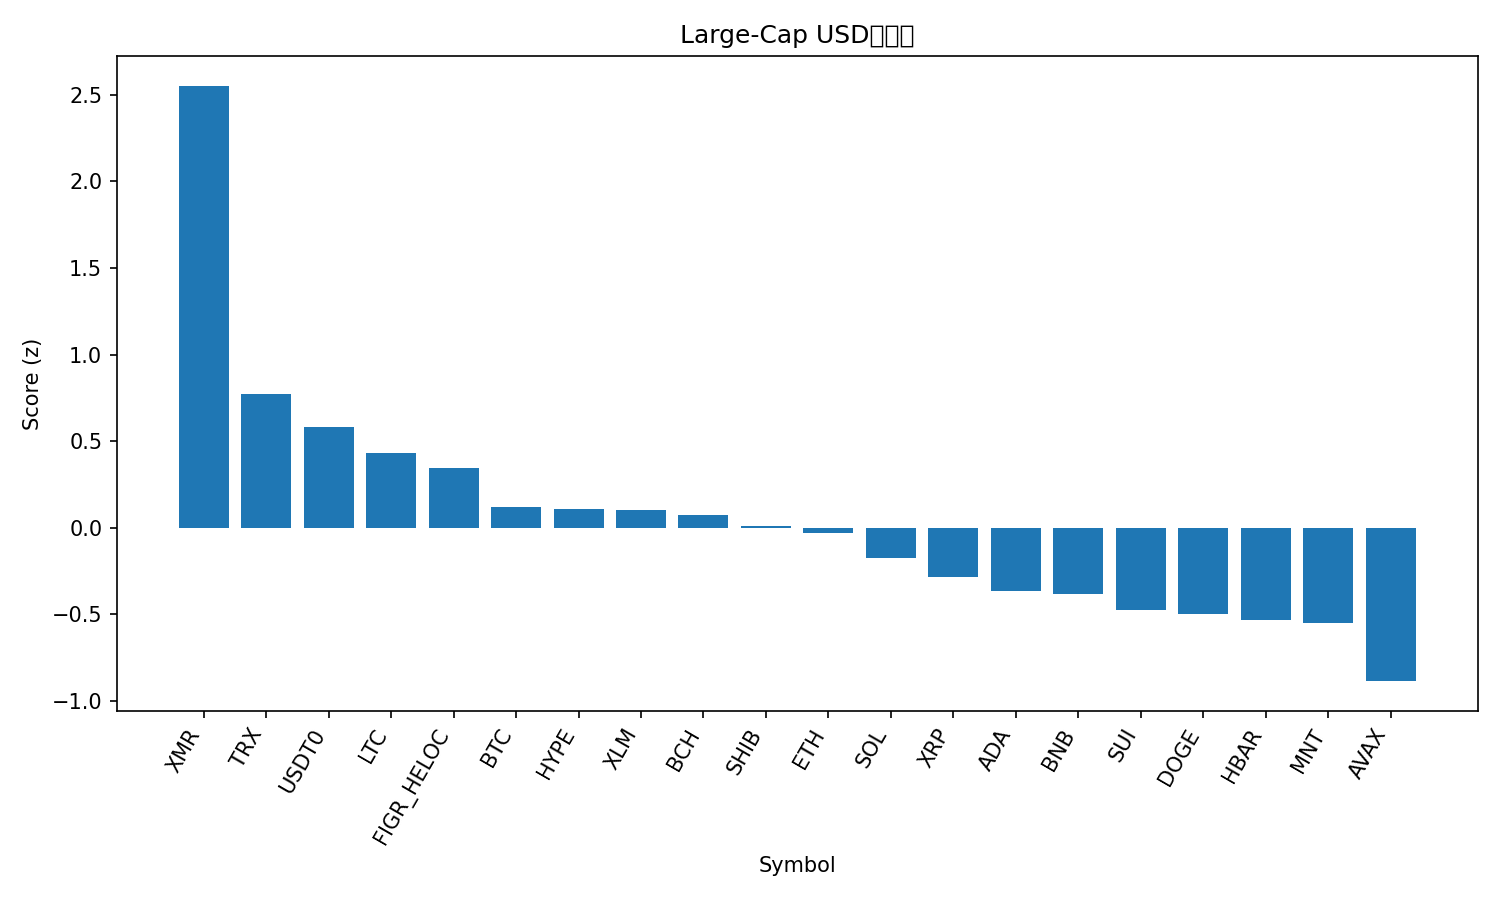 Large-Cap USD
Score (z)
2.5
2.0
1.5
1.0
0.5
0.0
−0.5
−1.0
XMR
TRX
USDT0
LTC
FIGR_HELOC
BTC
HYPE
XLM
BCH
SHIB
ETH
SOL
XRP
ADA
BNB
SUI
DOGE
HBAR
MNT
AVAX
Symbol